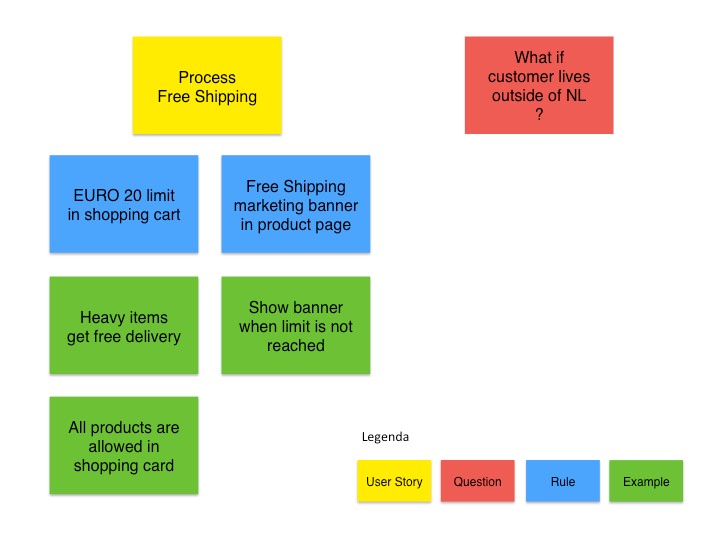 Process
Free Shipping
What if
customer lives
outside of NL
?
EURO 20 limit
in shopping cart
Free Shipping
marketing banner
in product page
Heavy items
get free delivery
Show banner
when limit is not
reached
All products are
allowed in
shopping card
Legenda
User Story
Question
Rule
Example